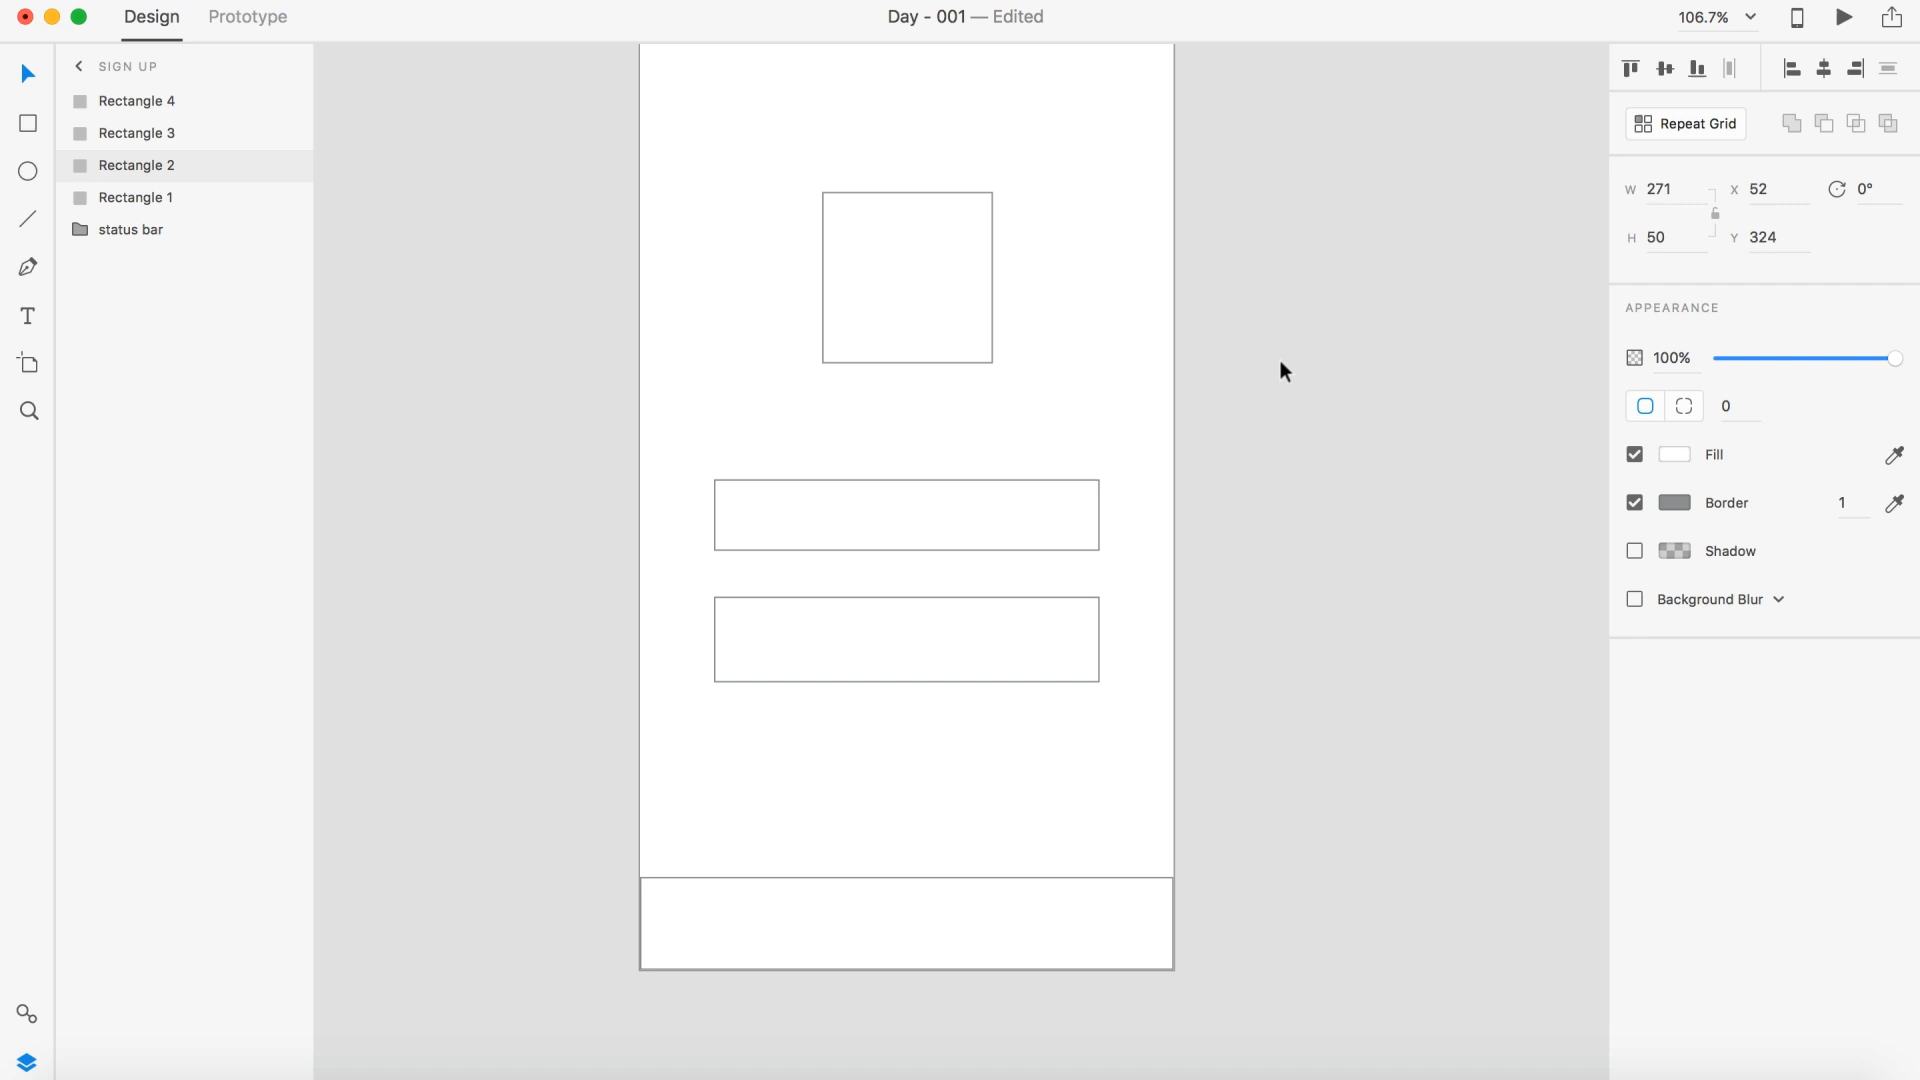 Design Prototype Day - 001 — Edited 106.7%
SIGN UP
Rectangle 4
Rectangle 3
Rectangle 2
Rectangle 1
status bar
Repeat Grid
W 271 X 52 0°
H 50 Y 324
APPEARANCE
100%
0
Fill
Border 1
Shadow
Background Blur